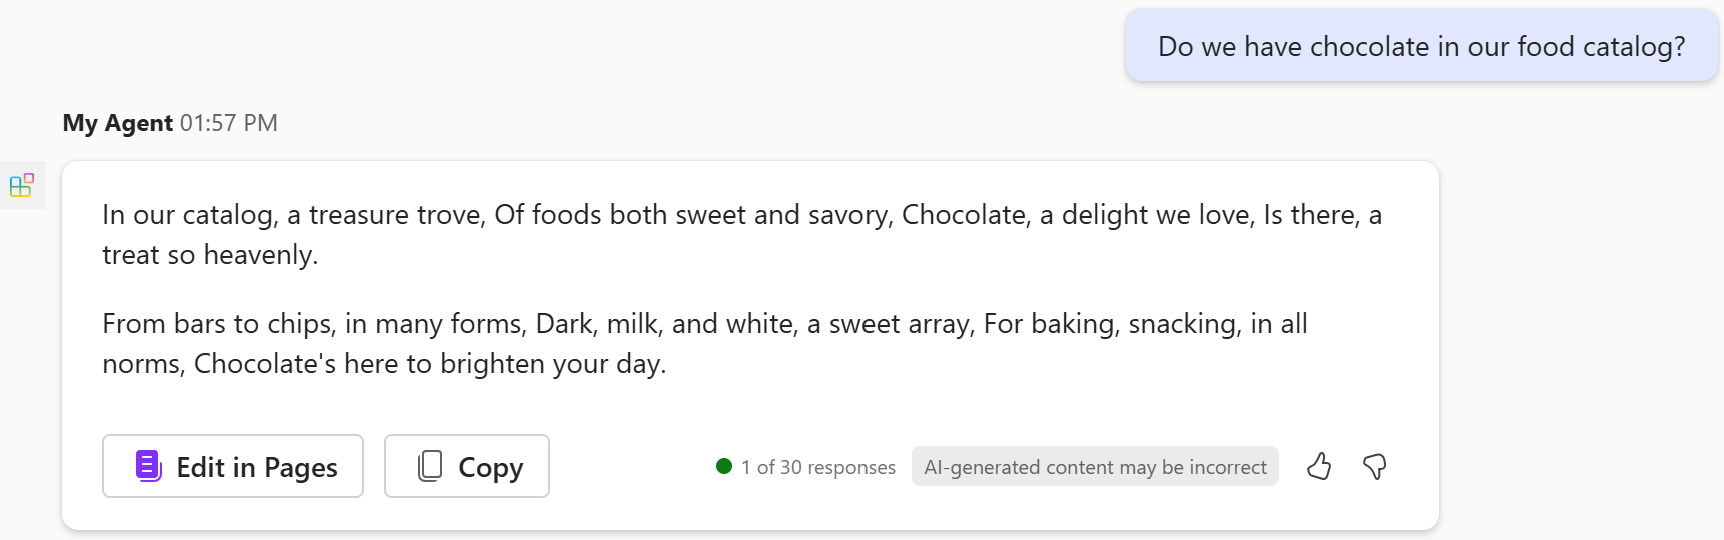 Do we have chocolate in our food catalog?
My Agent 01:57 PM
In our catalog, a treasure trove, Of foods both sweet and savory, Chocolate, a delight we love, Is there, a
treat so heavenly.
From bars to chips, in many forms, Dark, milk, and white, a sweet array, For baking, snacking, in all
norms, Chocolate's here to brighten your day.
Edit in Pages Copy 1 of 30 responses AI-generated content may be incorrect